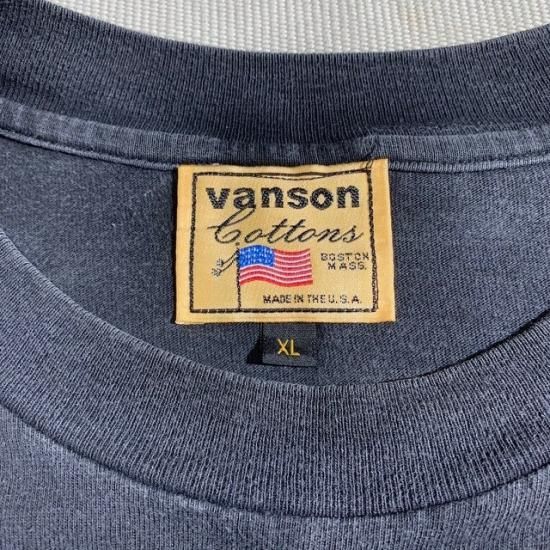 vanson
Cottons
BOSTON
MASS.
MADE IN THE U.S.A.
XL